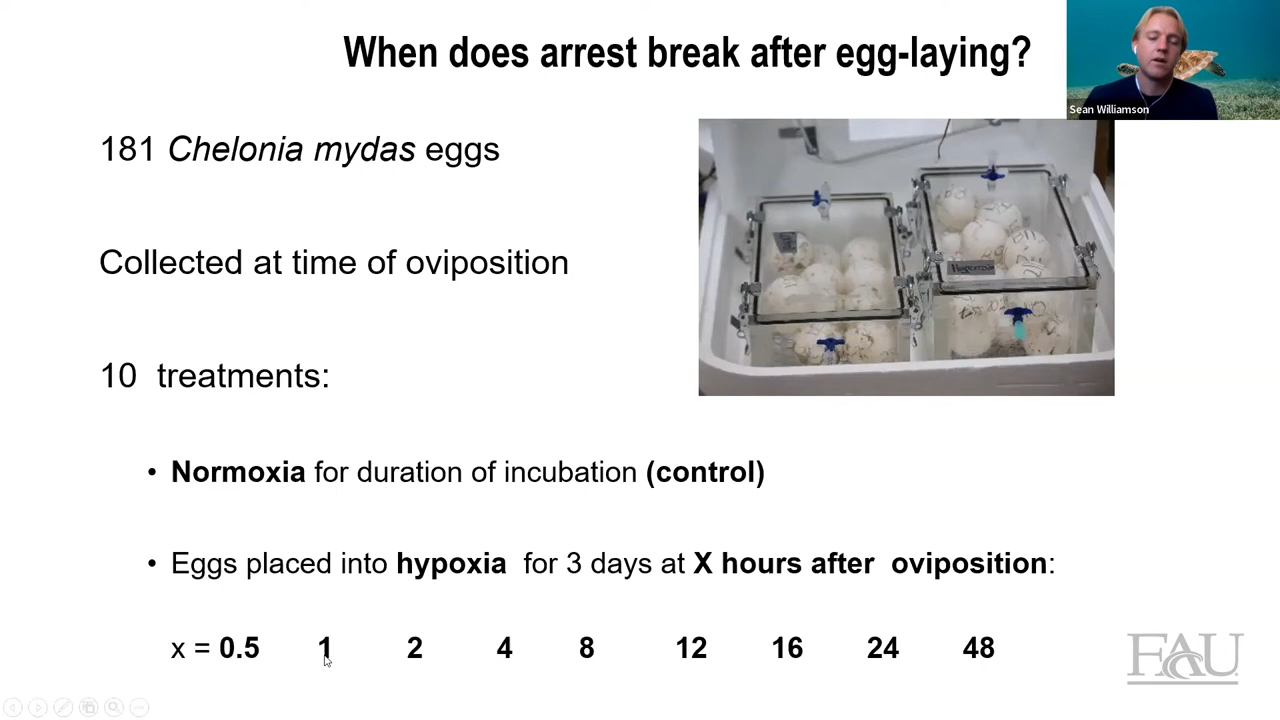 When does arrest break after egg-laying?
Sean Williamson
181 Chelonia mydas eggs
Collected at time of oviposition
10 treatments:
• Normoxia for duration of incubation (control)
• Eggs placed into hypoxia for 3 days at X hours after oviposition:
x = 0.5 1 2 4 8 12 16 24 48
FAU